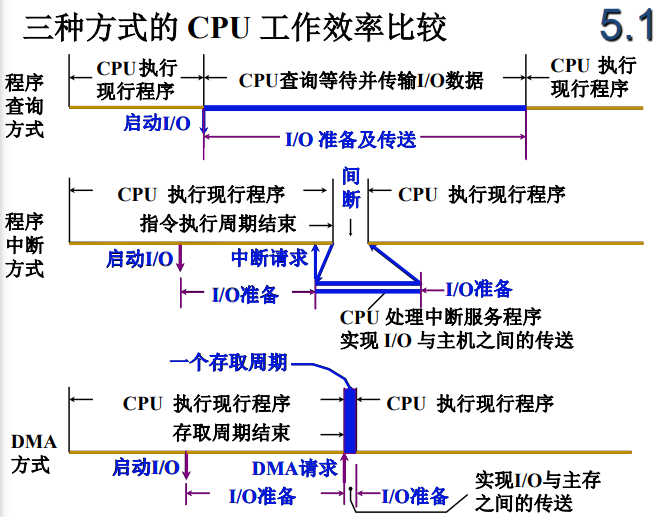 三种方式的 CPU 工作效率比较
5.1
程序
查询
方式
CPU执行
现行程序
CPU查询等待并传输I/O数据
CPU 执行
现行程序
启动I/O
I/O 准备及传送
程序
中断
方式
CPU 执行现行程序
间
断
CPU 执行现行程序
指令执行周期结束
启动I/O
中断请求
I/O准备
I/O准备
CPU 处理中断服务程序
实现 I/O 与主机之间的传送
一个存取周期
DMA
方式
CPU 执行现行程序
CPU 执行现行程序
存取周期结束
启动I/O
DMA请求
I/O准备
I/O准备
实现I/O与主存
之间的传送